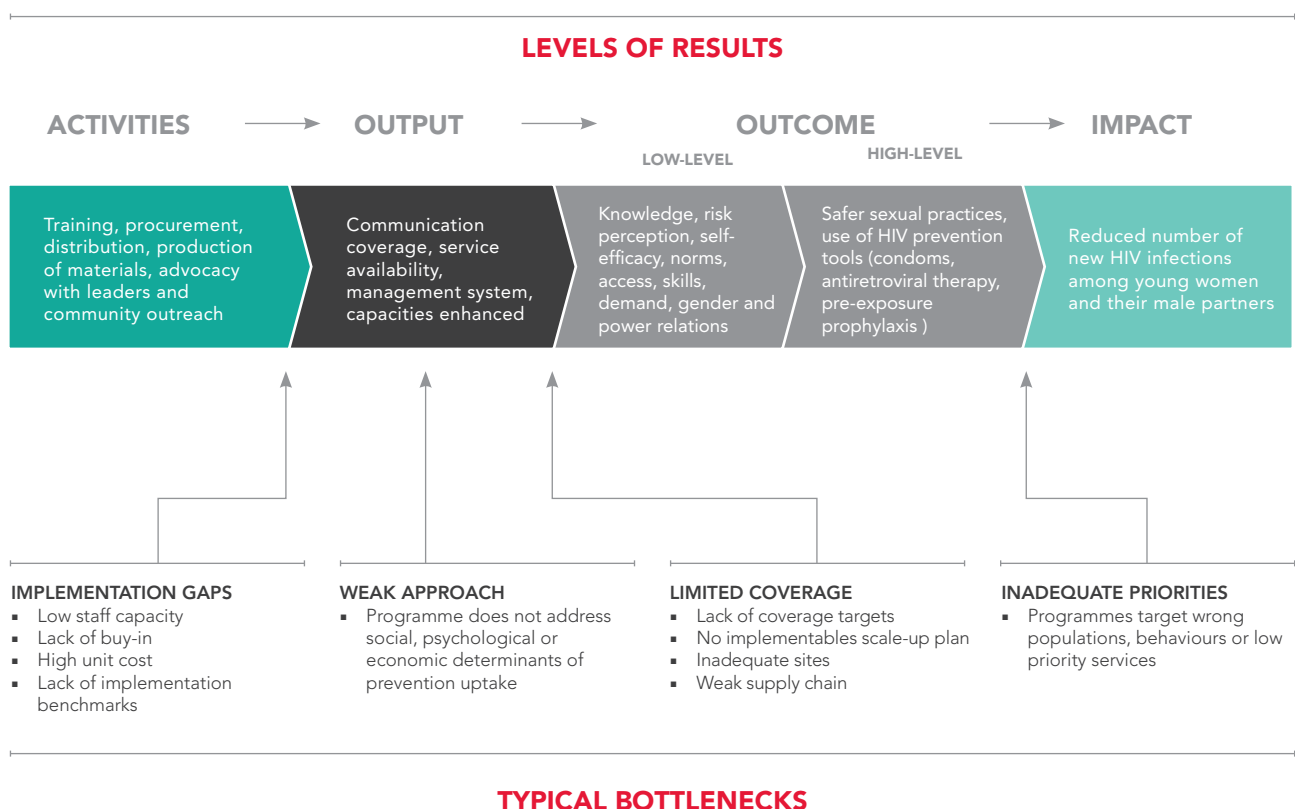 LEVELS OF RESULTS
ACTIVITIES
OUTPUT
OUTCOME
IMPACT
LOW-LEVEL
HIGH-LEVEL
Training, procurement,
distribution, production
of materials, advocacy
with leaders and
community outreach
Communication
coverage, service
availability,
management system,
capacities enhanced
Knowledge, risk
perception, self-
efficacy, norms,
access, skills,
demand, gender and
power relations
Safer sexual practices,
use of HIV prevention
tools (condoms,
antiretroviral therapy,
pre-exposure
prophylaxis )
Reduced number of
new HIV infections
among young women
and their male partners
IMPLEMENTATION GAPS
▪ Low staff capacity
▪ Lack of buy-in
▪ High unit cost
▪ Lack of implementation
benchmarks
WEAK APPROACH
▪ Programme does not address
social, psychological or
economic determinants of
prevention uptake
LIMITED COVERAGE
▪ Lack of coverage targets
▪ No implementables scale-up plan
▪ Inadequate sites
▪ Weak supply chain
INADEQUATE PRIORITIES
▪ Programmes target wrong
populations, behaviours or low
priority services
TYPICAL BOTTLENECKS